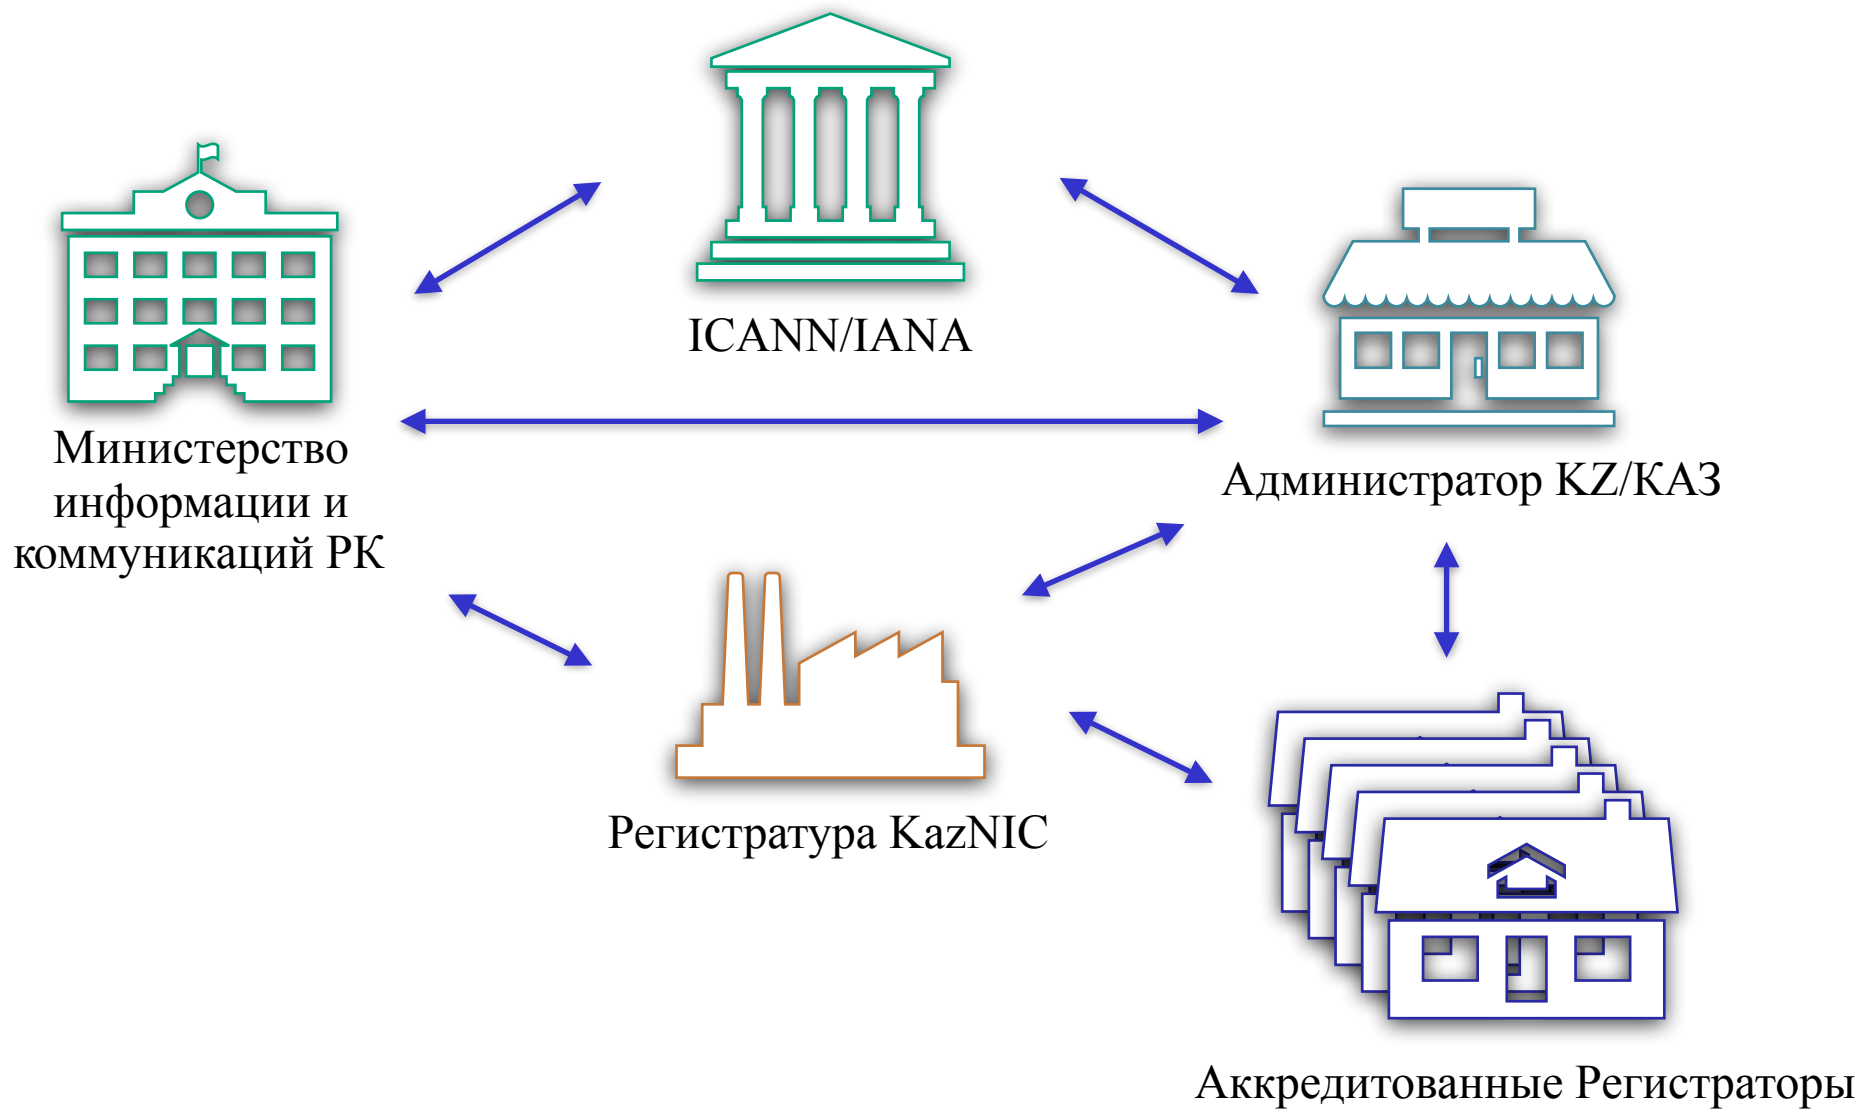 ICANN/IANA
Министерство
информации и
коммуникаций РК
Администратор KZ/КАЗ
Регистратура KazNIC
Аккредитованные Регистраторы